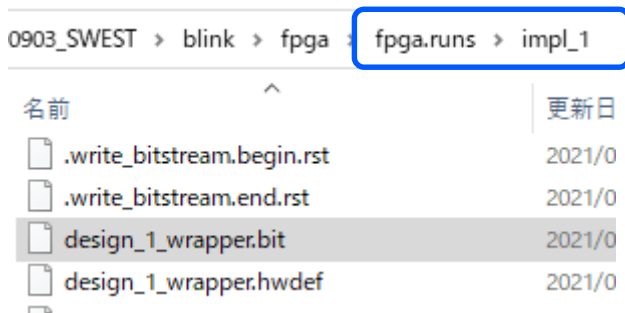 0903_SWEST > blink > fpga > fpga.runs > impl_1
名前 更新日
.write_bitstream.begin.rst 2021/0
.write_bitstream.end.rst 2021/0
design_1_wrapper.bit 2021/0
design_1_wrapper.hwdef 2021/0